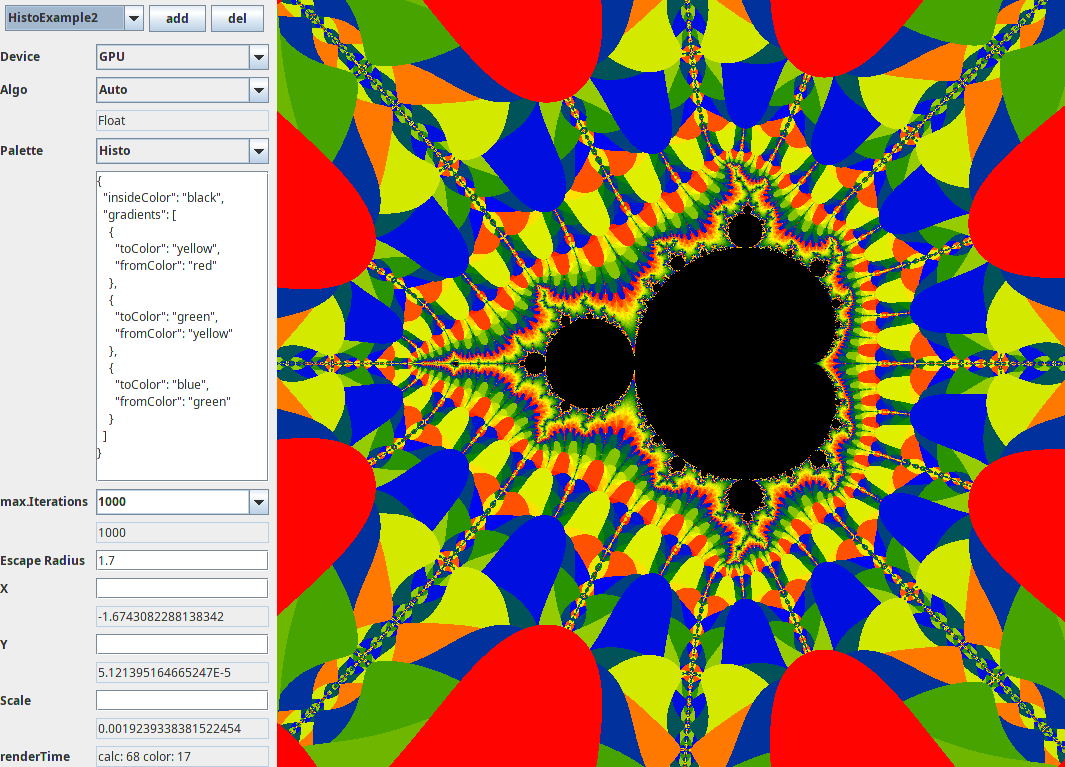 HistoExample2 add del
Device GPU
Algo Auto
Float
Palette Histo
{
"insideColor": "black",
"gradients": [
{
"toColor": "yellow",
"fromColor": "red"
},
{
"toColor": "green",
"fromColor": "yellow"
},
{
"toColor": "blue",
"fromColor": "green"
}
]
}
max.Iterations 1000
1000
Escape Radius 1.7
X
-1.6743082288138342
Y
5.121395164665247E-5
Scale
0.0019239338381522454
renderTime calc: 68 color: 17